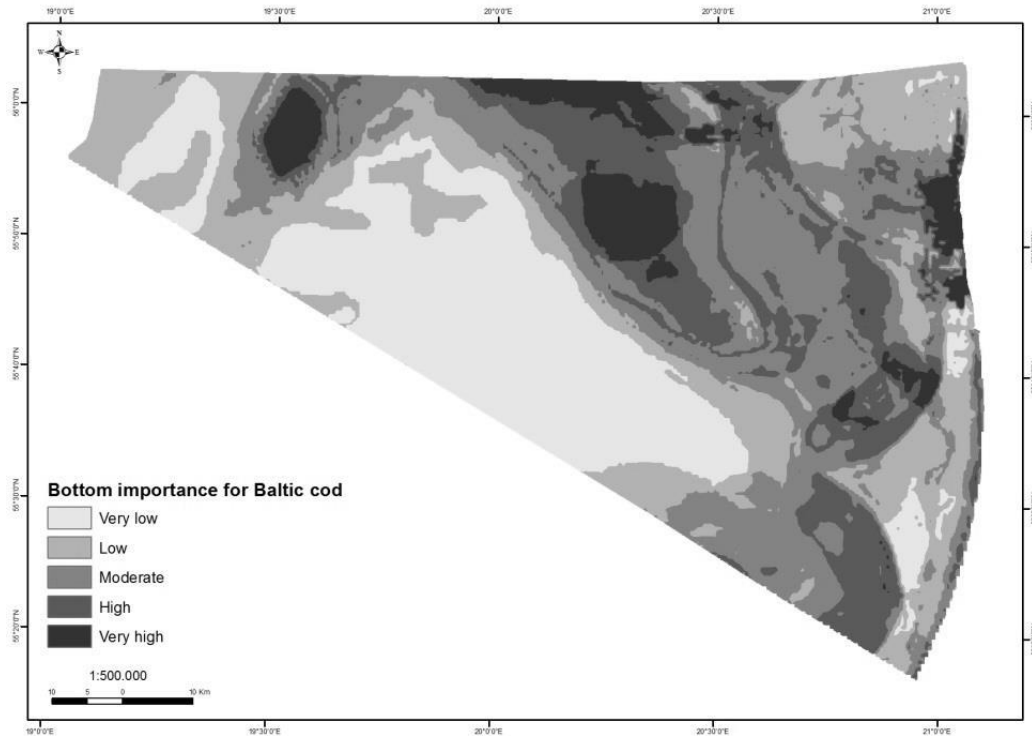 19°0'0"E 19°30'0"E 20°0'0"E 20°30'0"E 21°0'0"E
N
W E
S
56°0'0"N
55°50'0"N
55°40'0"N
55°30'0"N
55°20'0"N
Bottom importance for Baltic cod
Very low
Low
Moderate
High
Very high
1:500.000
10 5 0 10 Km
19°0'0"E 19°30'0"E 20°0'0"E 20°30'0"E 21°0'0"E